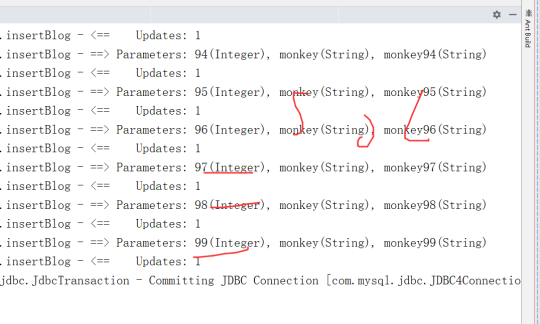 .insertBlog - <==    Updates: 1
.insertBlog - ==> Parameters: 94(Integer), monkey(String), monkey94(String)
.insertBlog - <==    Updates: 1
.insertBlog - ==> Parameters: 95(Integer), monkey(String), monkey95(String)
.insertBlog - <==    Updates: 1
.insertBlog - ==> Parameters: 96(Integer), monkey(String), monkey96(String)
.insertBlog - <==    Updates: 1
.insertBlog - ==> Parameters: 97(Integer), monkey(String), monkey97(String)
.insertBlog - <==    Updates: 1
.insertBlog - ==> Parameters: 98(Integer), monkey(String), monkey98(String)
.insertBlog - <==    Updates: 1
.insertBlog - ==> Parameters: 99(Integer), monkey(String), monkey99(String)
.insertBlog - <==    Updates: 1
jdbc.JdbcTransaction - Committing JDBC Connection [com.mysql.jdbc.JDBC4Connectio
Ant Build